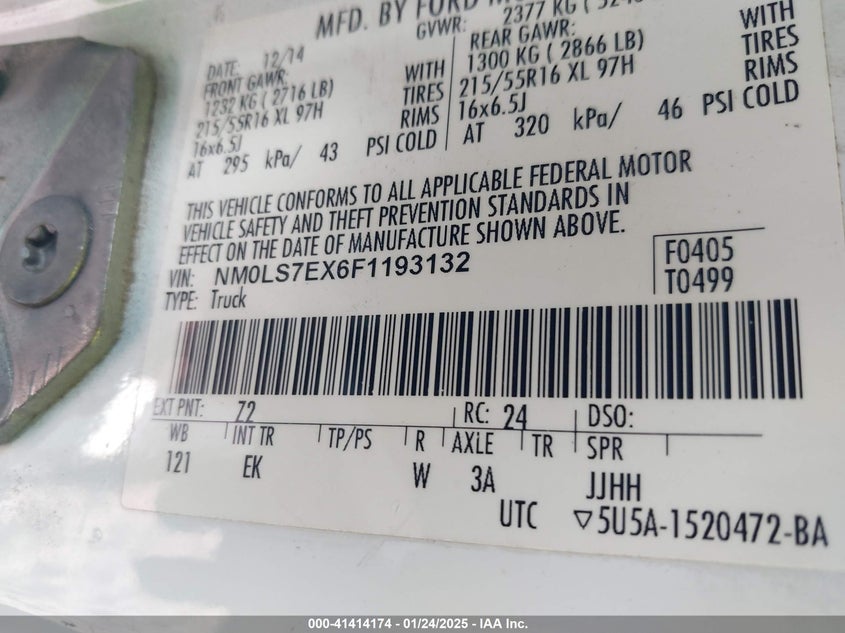 MFD. BY FORD
GVWR: 2377 KG (
DATE: 12/14
FRONT GAWR:
1232 KG ( 2716 LB) WITH
215/55R16 XL 97H TIRES
16x6.5J RIMS
AT 295 kPa/ 43 PSI COLD
REAR GAWR: WITH
1300 KG ( 2866 LB) TIRES
215/55R16 XL 97H RIMS
16x6.5J
AT 320 kPa/ 46 PSI COLD
THIS VEHICLE CONFORMS TO ALL APPLICABLE FEDERAL MOTOR
VEHICLE SAFETY AND THEFT PREVENTION STANDARDS IN
EFFECT ON THE DATE OF MANUFACTURE SHOWN ABOVE.
VIN: NM0LS7EX6F1193132
TYPE: Truck
F0405
T0499
EXT PNT: Z2 RC: 24 DSO:
WB INT TR TP/PS R AXLE TR SPR
121 EK W 3A JJHH
UTC ▽5U5A-1520472-BA
000-41414174 — 01/24/2025 — IAA Inc.